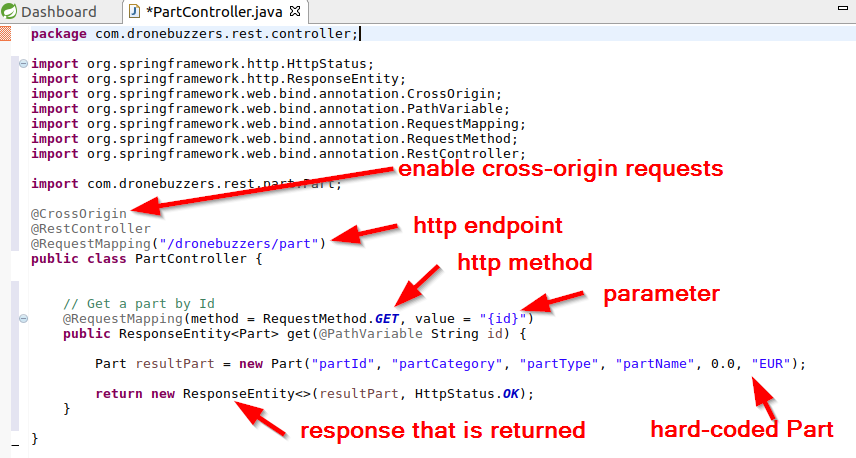 Dashboard
*PartController.java
package com.dronebuzzers.rest.controller;
import org.springframework.http.HttpStatus;
import org.springframework.http.ResponseEntity;
import org.springframework.web.bind.annotation.CrossOrigin;
import org.springframework.web.bind.annotation.PathVariable;
import org.springframework.web.bind.annotation.RequestMapping;
import org.springframework.web.bind.annotation.RequestMethod;
import org.springframework.web.bind.annotation.RestController;
enable cross-origin requests
import com.dronebuzzers.rest.part.Part;
@CrossOrigin
@RestController
http endpoint
@RequestMapping("/dronebuzzers/part")
public class PartController {
http method
parameter
// Get a part by Id
@RequestMapping(method = RequestMethod.GET, value = "{id}")
public ResponseEntity<Part> get(@PathVariable String id) {
Part resultPart = new Part("partId", "partCategory", "partType", "partName", 0.0, "EUR");
return new ResponseEntity<>(resultPart, HttpStatus.OK);
}
response that is returned
hard-coded Part
}